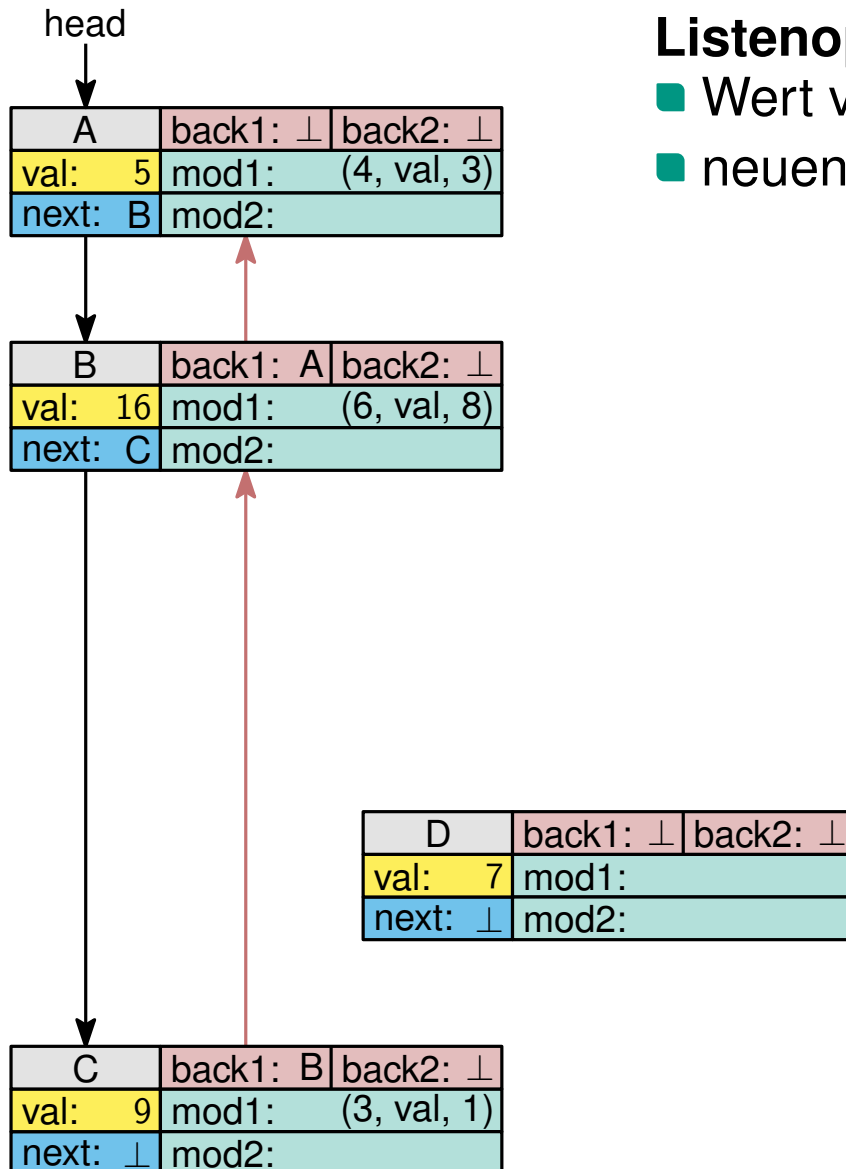 head
Listenop
Wert v
neuen
A back1: ⊥ back2: ⊥
val: 5 mod1: (4, val, 3)
next: B mod2:
B back1: A back2: ⊥
val: 16 mod1: (6, val, 8)
next: C mod2:
D back1: ⊥ back2: ⊥
val: 7 mod1:
next: ⊥ mod2:
C back1: B back2: ⊥
val: 9 mod1: (3, val, 1)
next: ⊥ mod2: